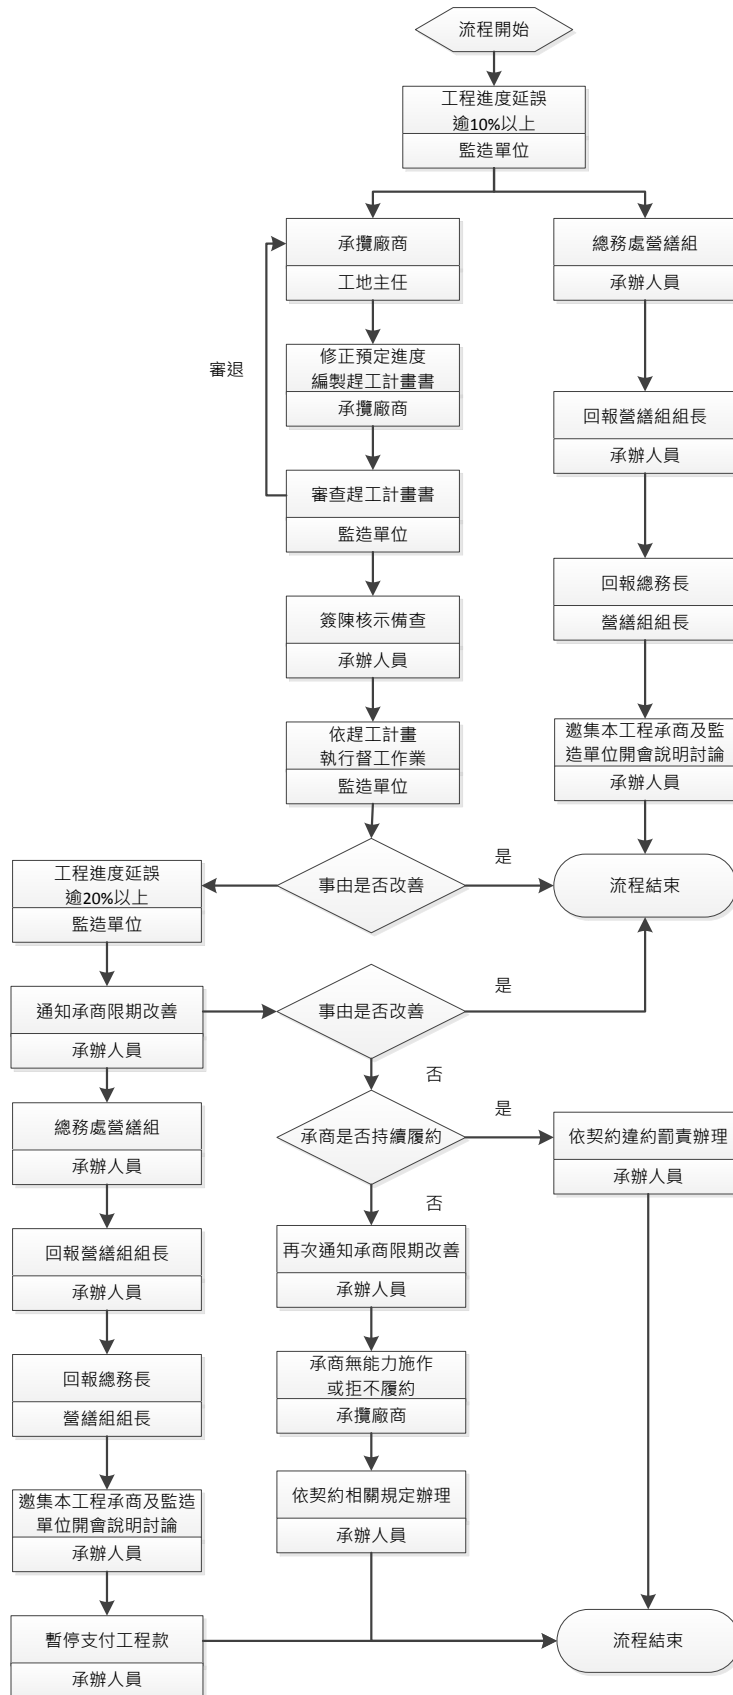 流程開始
工程進度延誤
逾10%以上
監造單位
承攬廠商
工地主任
總務處營繕組
承辦人員
審退
修正預定進度
編製趕工計畫書
承攬廠商
回報營繕組組長
承辦人員
審查趕工計畫書
監造單位
回報總務長
營繕組組長
簽陳核示備查
承辦人員
依趕工計畫
執行督工作業
監造單位
邀集本工程承商及監
造單位開會說明討論
承辦人員
事由是否改善
是
流程結束
工程進度延誤
逾20%以上
監造單位
通知承商限期改善
承辦人員
事由是否改善
是
否
總務處營繕組
承辦人員
承商是否持續履約
是
依契約違約罰責辦理
承辦人員
否
回報營繕組組長
承辦人員
再次通知承商限期改善
承辦人員
回報總務長
營繕組組長
承商無能力施作
或拒不履約
承攬廠商
邀集本工程承商及監造
單位開會說明討論
承辦人員
依契約相關規定辦理
承辦人員
暫停支付工程款
承辦人員
流程結束